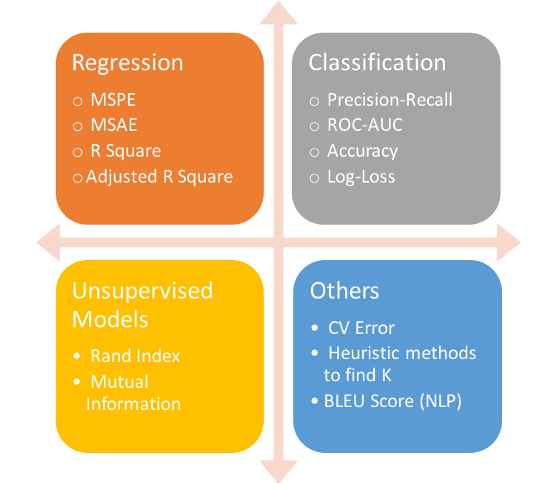 Regression
○ MSPE
○ MSAE
○ R Square
○ Adjusted R Square
Classification
○ Precision-Recall
○ ROC-AUC
○ Accuracy
○ Log-Loss
Unsupervised
Models
• Rand Index
• Mutual
Information
Others
• CV Error
• Heuristic methods
to find K
• BLEU Score (NLP)